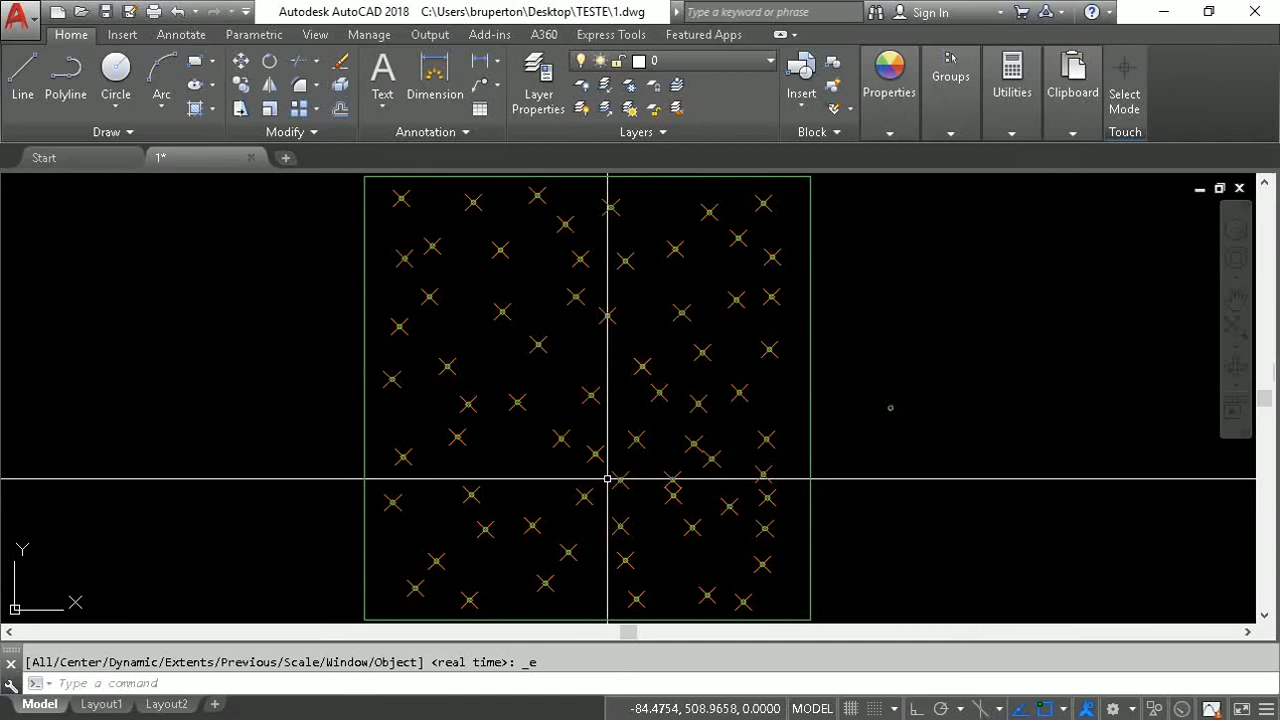 Autodesk AutoCAD 2018 C:\Users\bruperton\Desktop\TESTE\1.dwg Type a keyword or phrase Sign In
Home Insert Annotate Parametric View Manage Output Add-ins A360 Express Tools Featured Apps
Line Polyline Circle Arc
Text Dimension
Layer Properties
0
Insert
Properties Groups Utilities Clipboard Select Mode
Draw Modify Annotation Layers Block Touch
Start 1*
Y
X
[All/Center/Dynamic/Extents/Previous/Scale/Window/Object] <real time>: _e
Type a command
Model Layout1 Layout2 -84.4754, 508.9658, 0.0000 MODEL